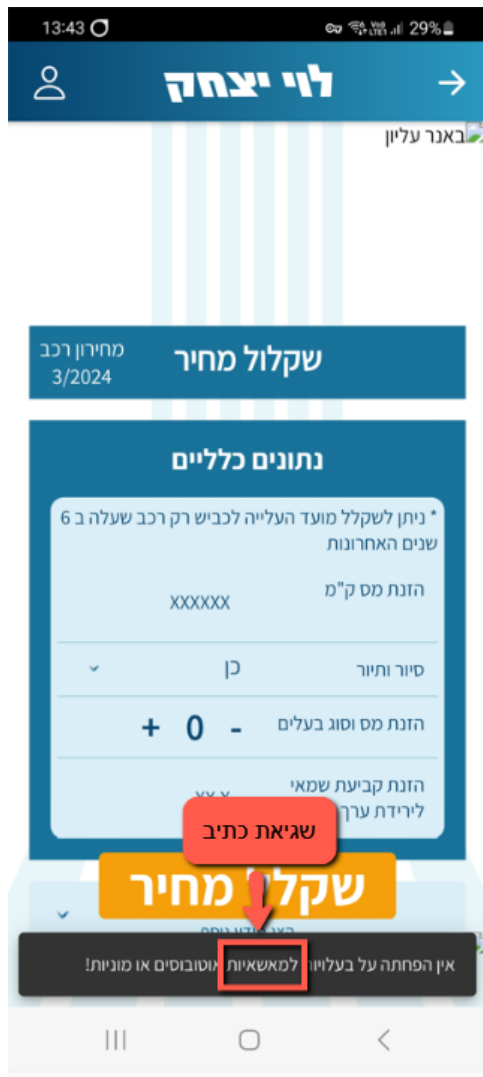 13:43
29%
לוי יצחק
באנר עליון
שקלול מחיר
מחירון רכב
3/2024
נתונים כלליים
* ניתן לשקלל מועד העלייה לכביש רק רכב שעלה ב 6
שנים האחרונות
הזנת מס ק"מ
XXXXXX
סיור ותיור
כן
הזנת מס וסוג בעלים
- 0 +
הזנת קביעת שמאי
לירידת ערך
שגיאת כתיב
שקלל מחיר
אין הפחתה על בעלויות למאשאיות אוטובוסים או מוניות!